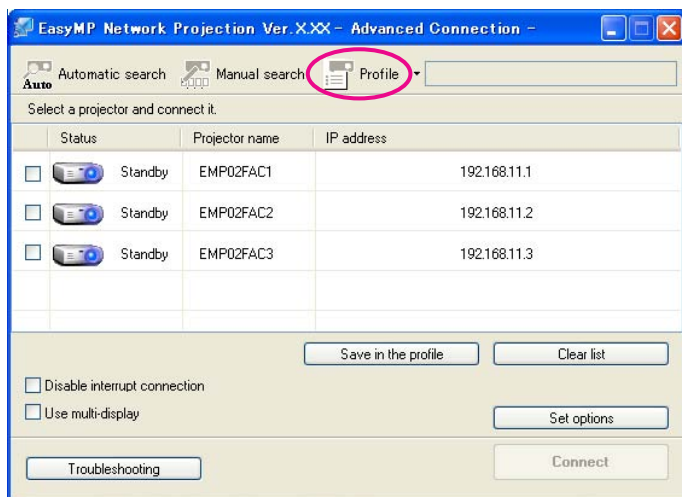 EasyMP Network Projection Ver.X.XX - Advanced Connection -
Auto Automatic search Manual search Profile
Select a projector and connect it.
Status Projector name IP address
Standby EMP02FAC1 192.168.11.1
Standby EMP02FAC2 192.168.11.2
Standby EMP02FAC3 192.168.11.3
Save in the profile Clear list
Disable interrupt connection
Use multi-display
Set options
Troubleshooting Connect